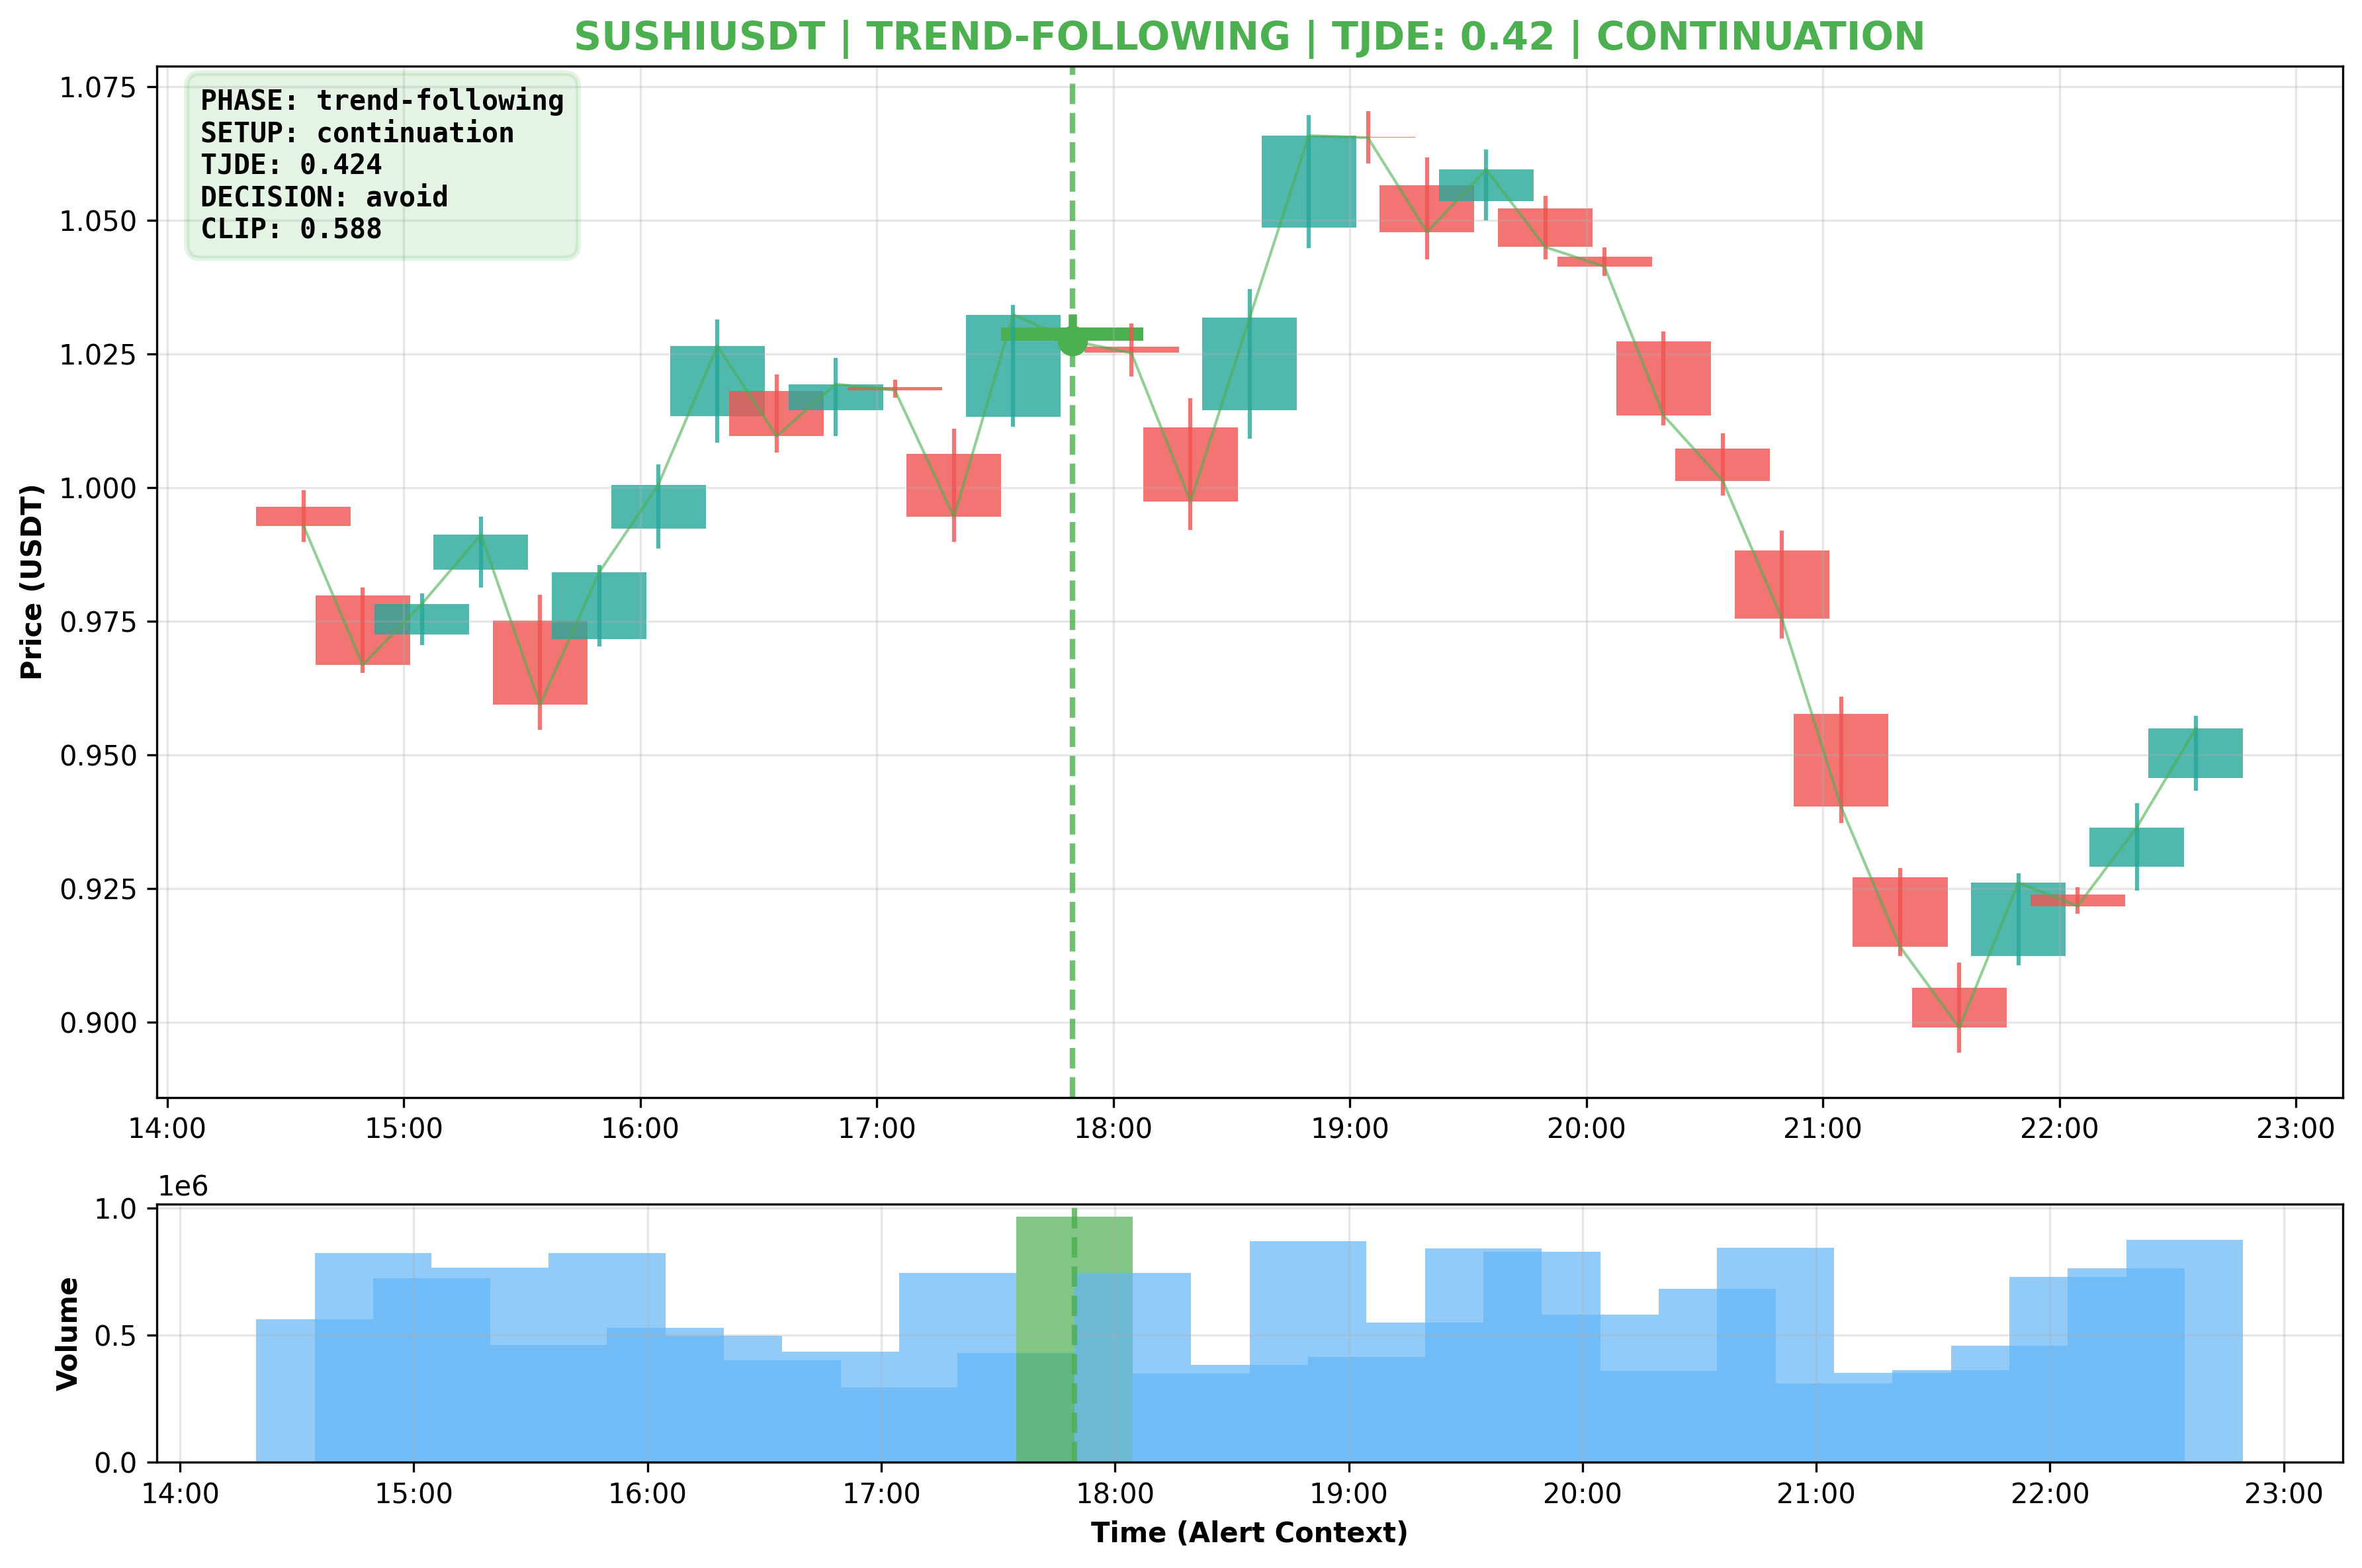 SUSHIUSDT | TREND-FOLLOWING | TJDE: 0.42 | CONTINUATION
PHASE: trend-following
SETUP: continuation
TJDE: 0.424
DECISION: avoid
CLIP: 0.588
Price (USDT)
1.075
1.050
1.025
1.000
0.975
0.950
0.925
0.900
14:00 15:00 16:00 17:00 18:00 19:00 20:00 21:00 22:00 23:00
1e6
Volume
1.0
0.5
0.0
14:00 15:00 16:00 17:00 18:00 19:00 20:00 21:00 22:00 23:00
Time (Alert Context)